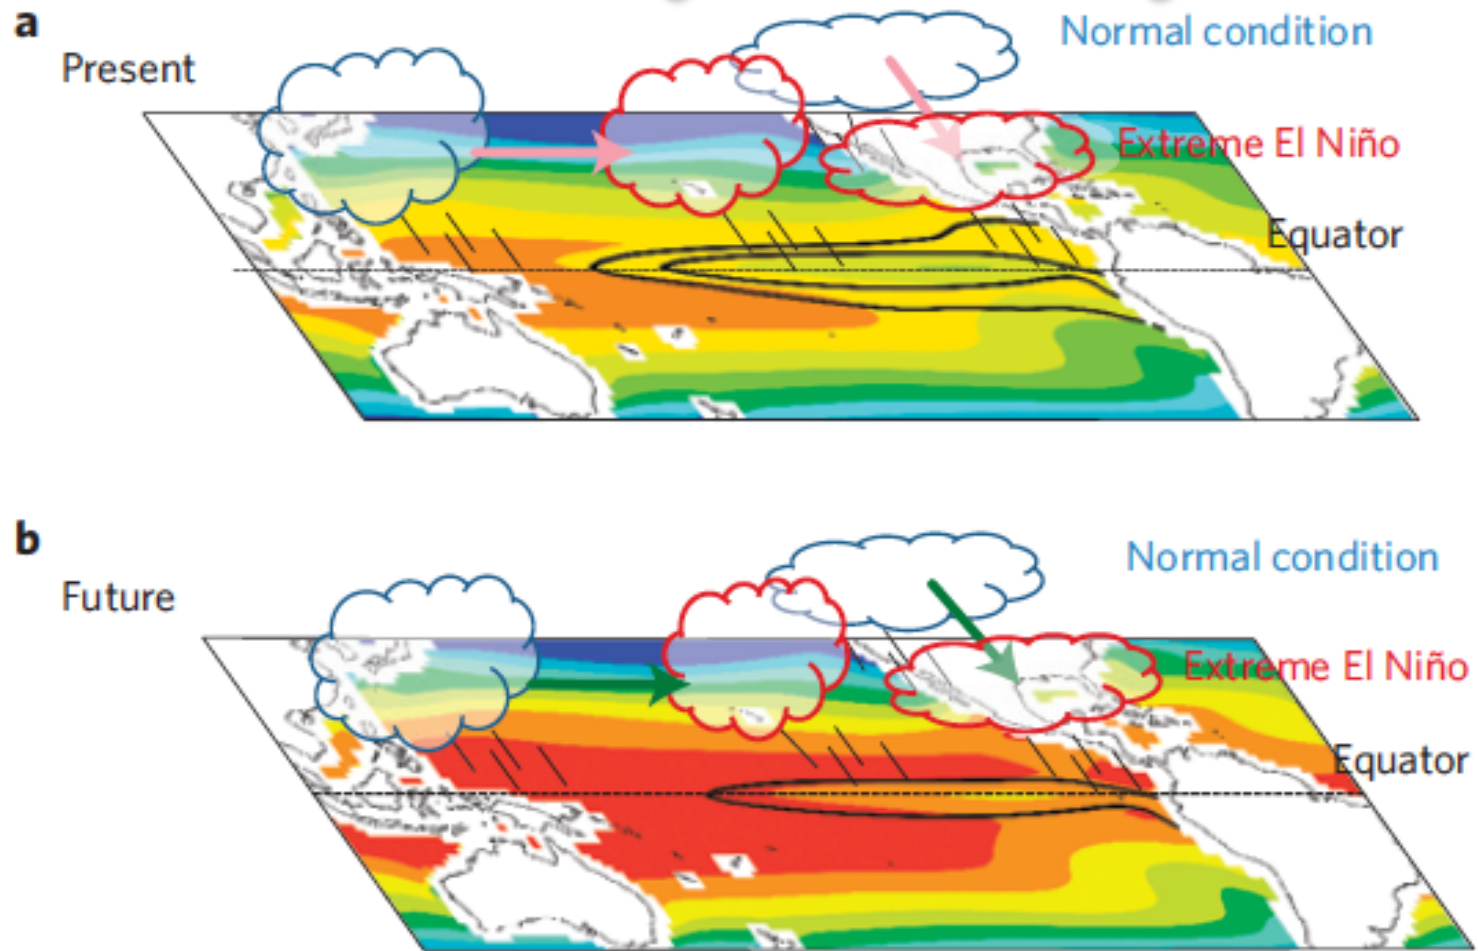 a
Normal condition
Present
Extreme El Niño
Equator
b
Normal condition
Future
Extreme El Niño
Equator